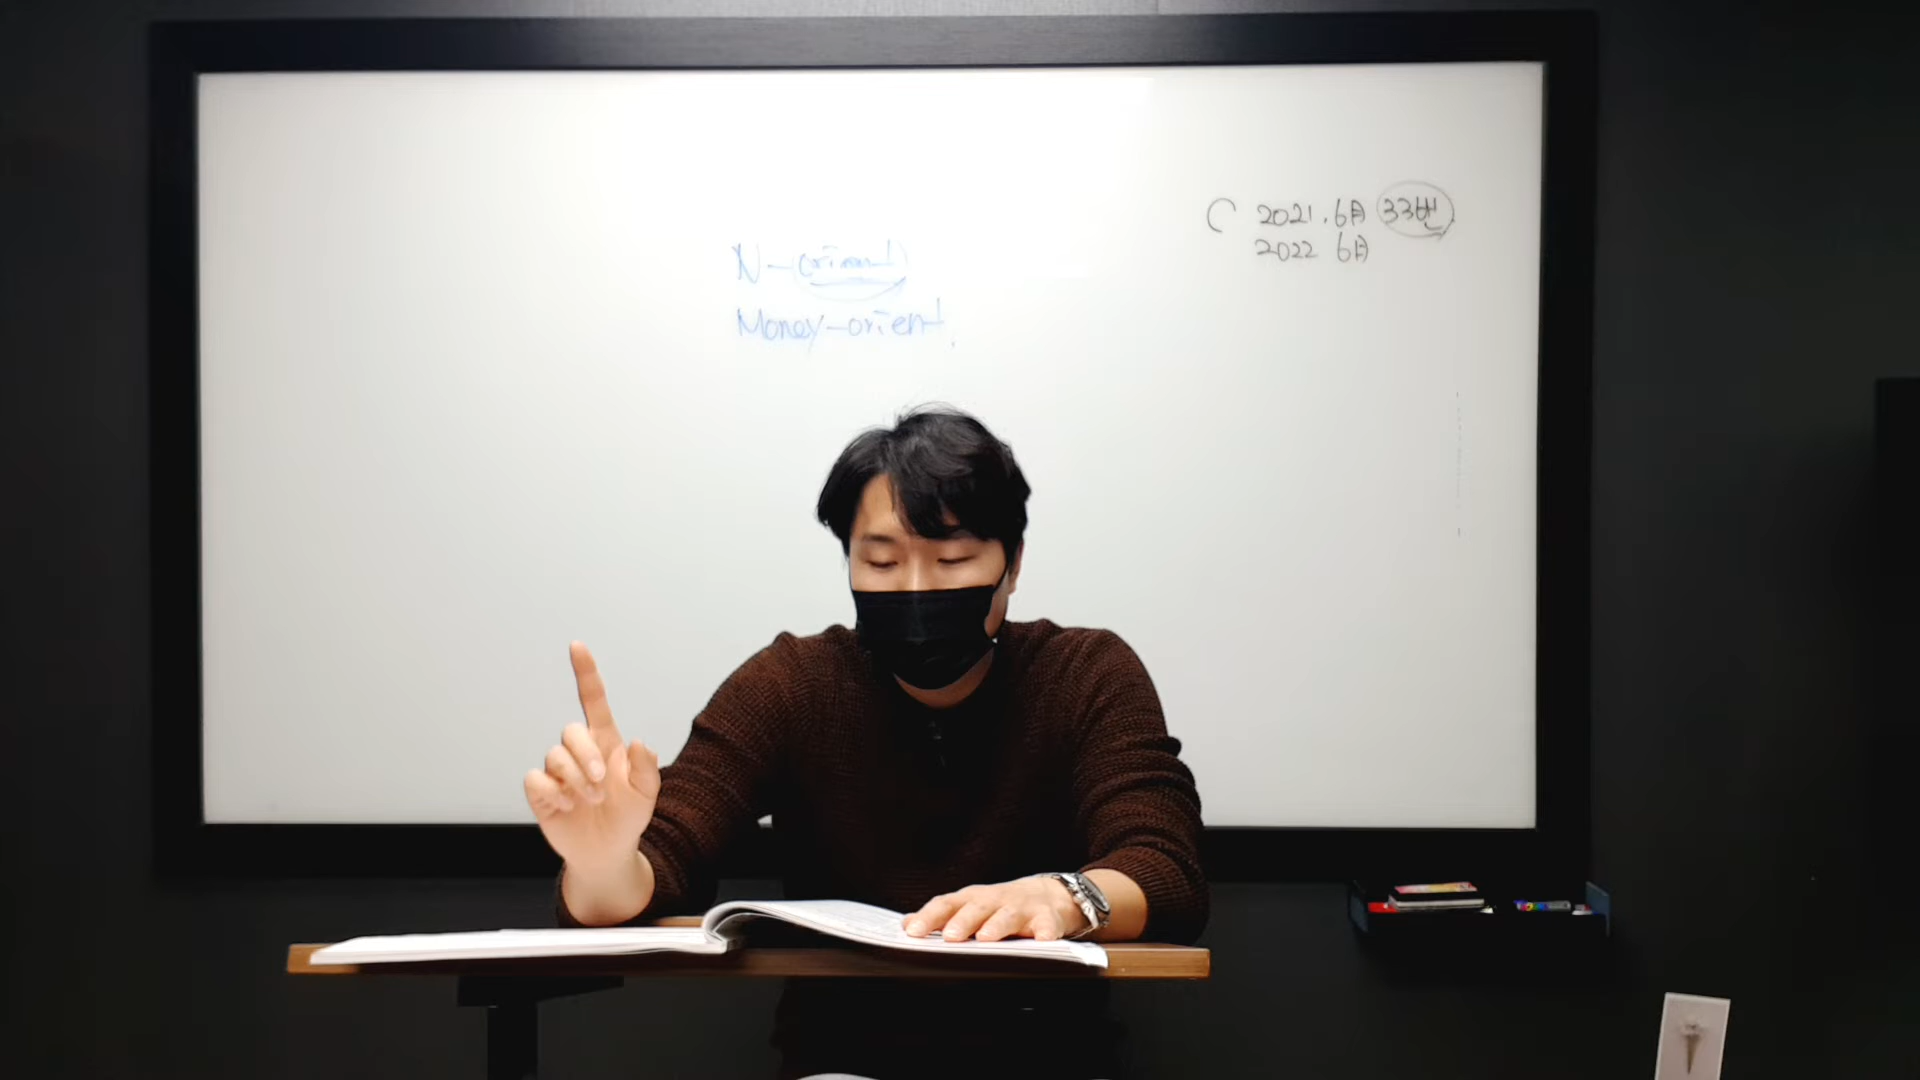 N-orient
Money-orient
( 2021. 6月 33번
2022 6月